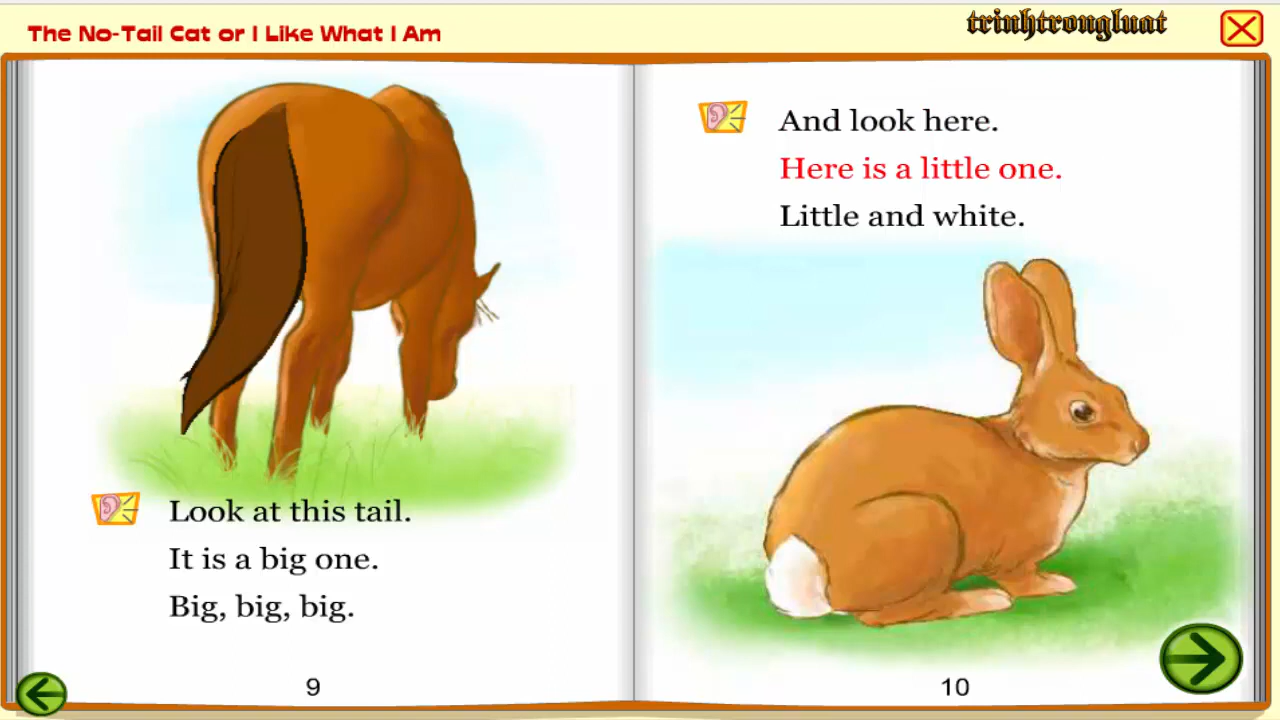 The No-Tail Cat or I Like What I Am
trinhtrongluat
Look at this tail.
It is a big one.
Big, big, big.
9
And look here.
Here is a little one.
Little and white.
10